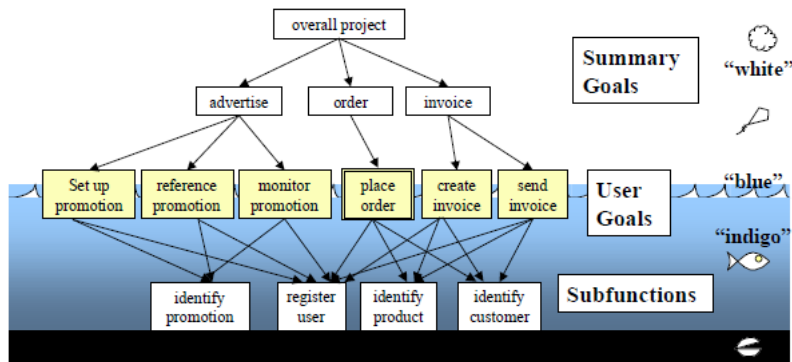 overall project
Summary
Goals
“white”
advertise
order
invoice
Set up
promotion
reference
promotion
monitor
promotion
place
order
create
invoice
send
invoice
User
Goals
“blue”
“indigo”
identify
promotion
register
user
identify
product
identify
customer
Subfunctions